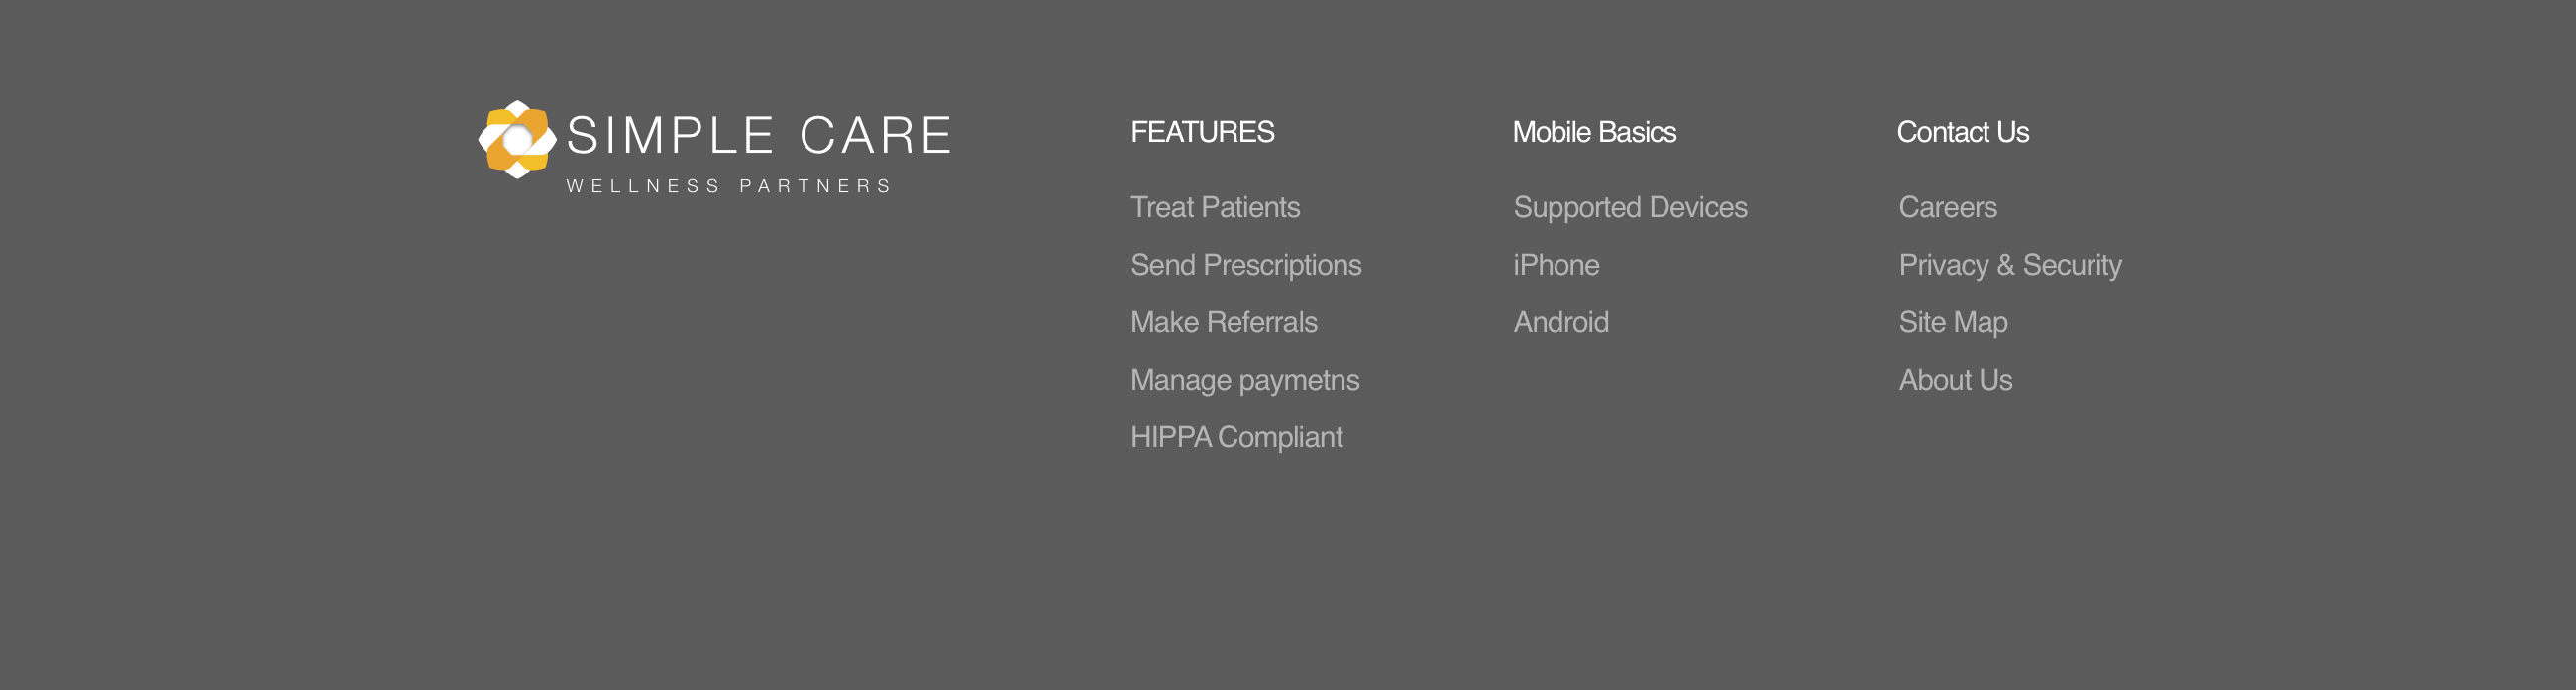 SIMPLE CARE
WELLNESS PARTNERS
FEATURES
Treat Patients
Send Prescriptions
Make Referrals
Manage paymetns
HIPPA Compliant
Mobile Basics
Supported Devices
iPhone
Android
Contact Us
Careers
Privacy & Security
Site Map
About Us